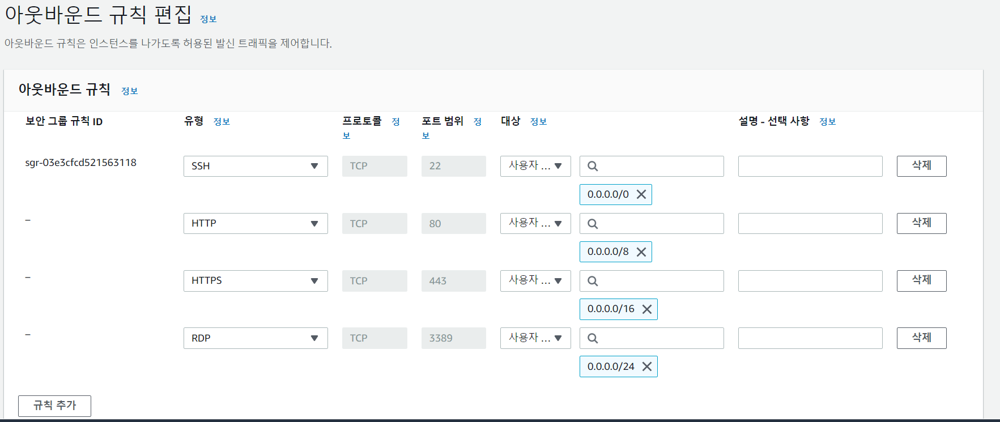 아웃바운드 규칙 편집 정보
아웃바운드 규칙은 인스턴스를 나가도록 허용된 발신 트래픽을 제어합니다.
아웃바운드 규칙 정보
보안 그룹 규칙 ID 유형 정보 프로토콜 정보 포트 범위 정보 대상 정보 설명 - 선택 사항 정보
sgr-03e3cfcd521563118 SSH TCP 22 사용자 ... 삭제
0.0.0.0/0
– HTTP TCP 80 사용자 ... 삭제
0.0.0.0/8
– HTTPS TCP 443 사용자 ... 삭제
0.0.0.0/16
– RDP TCP 3389 사용자 ... 삭제
0.0.0.0/24
규칙 추가